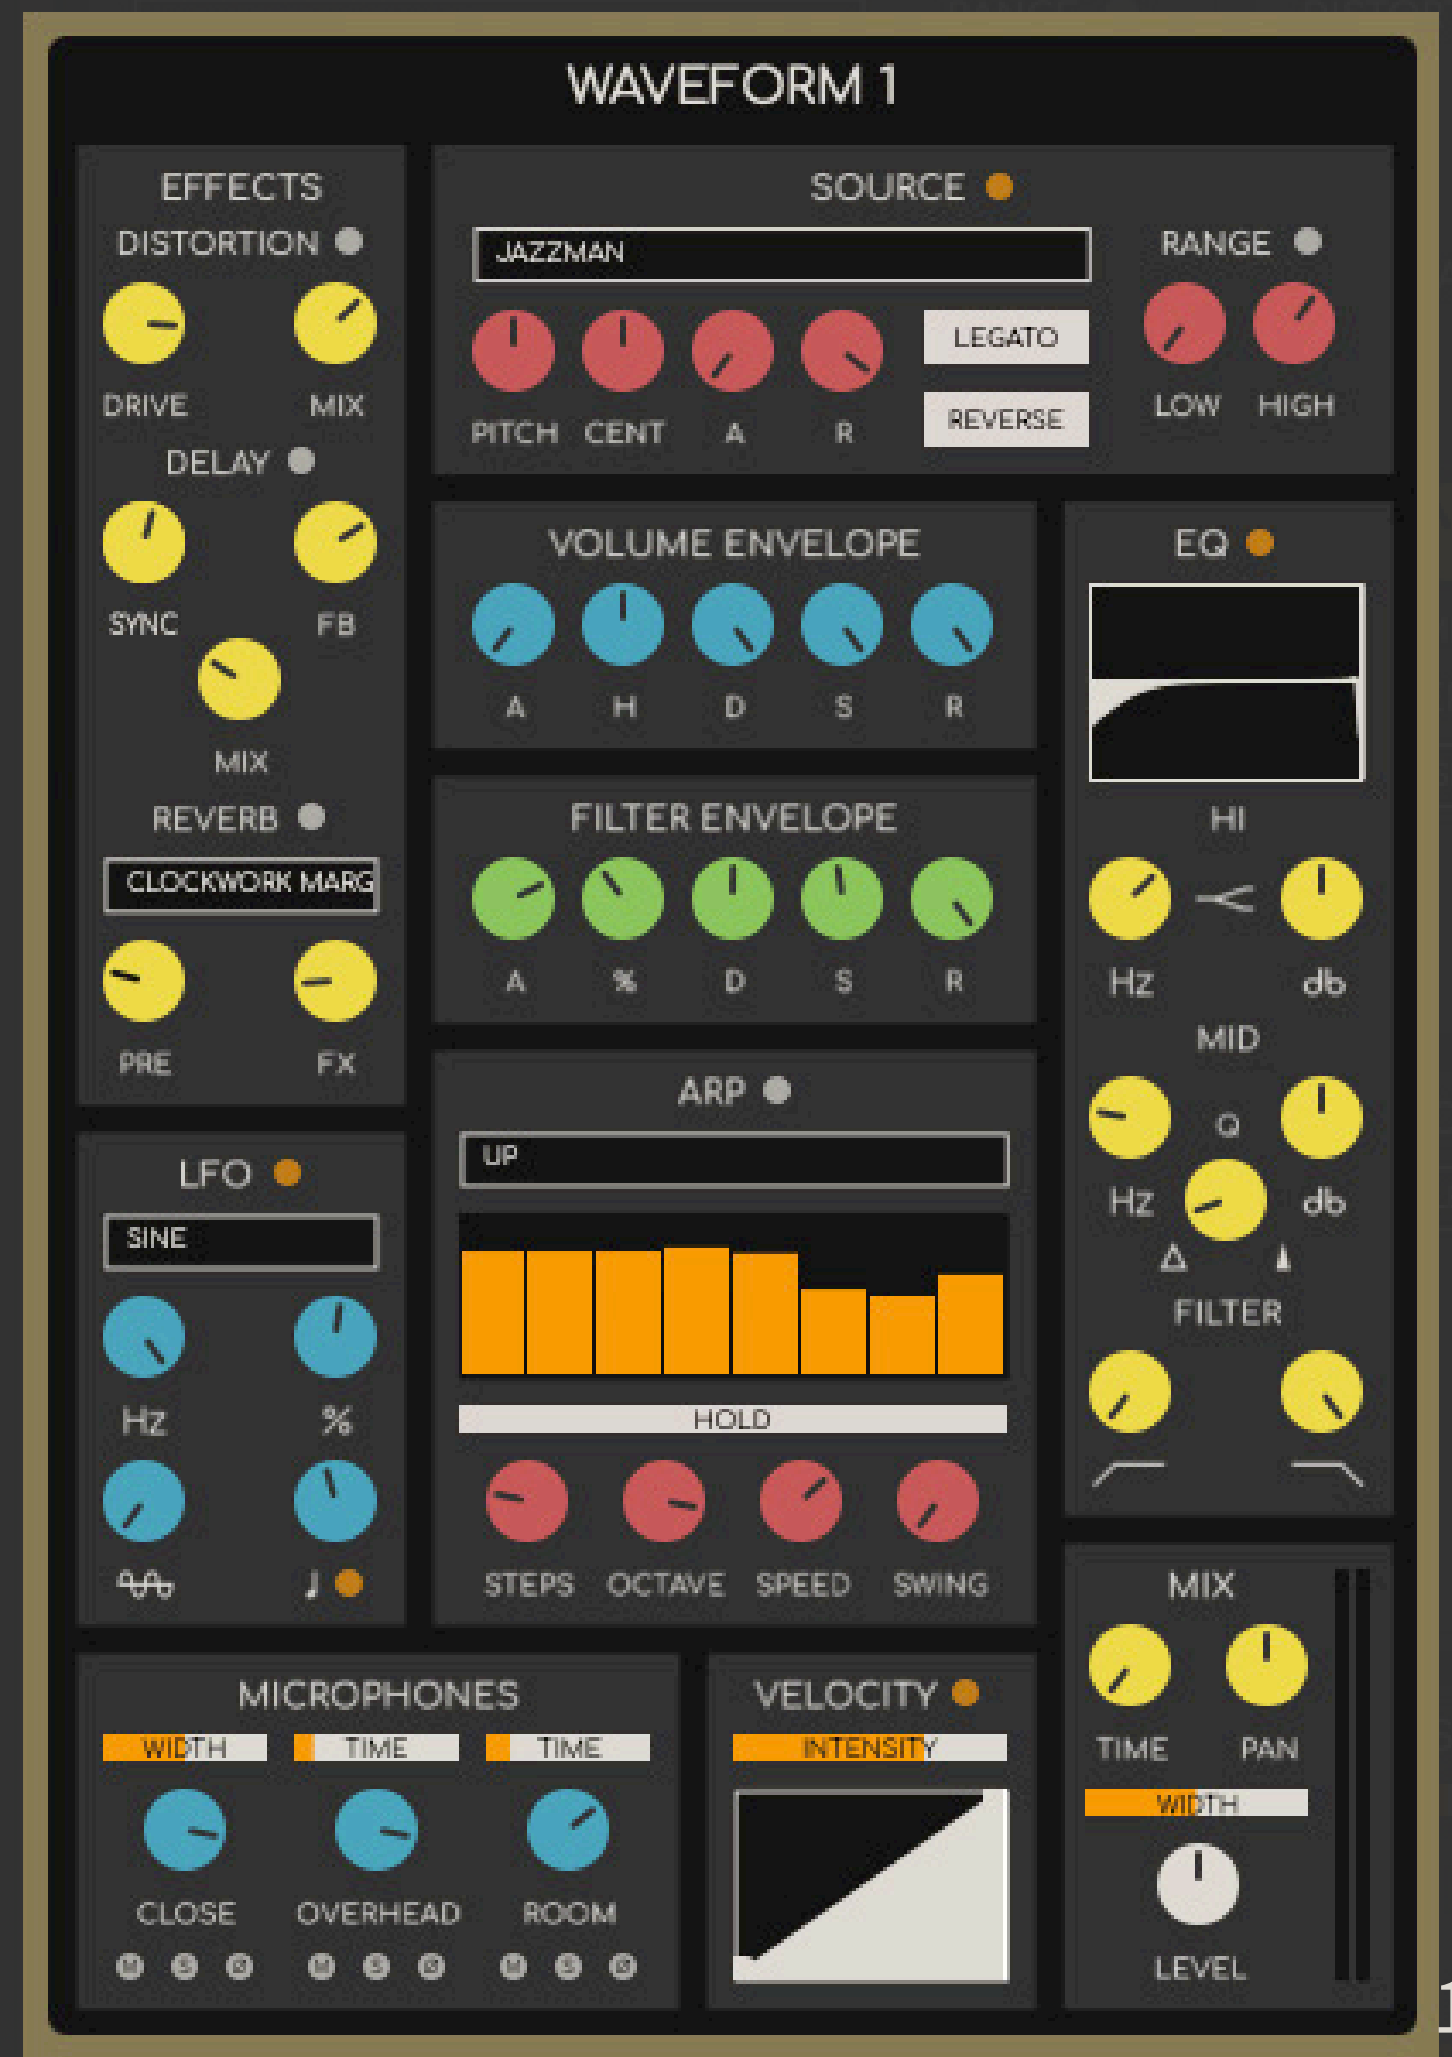 WAVEFORM 1
EFFECTS
DISTORTION
DRIVE MIX
DELAY
SYNC FB
MIX
REVERB
CLOCKWORK MARG
PRE FX
SOURCE
JAZZMAN
PITCH CENT A R
LEGATO
REVERSE
RANGE
LOW HIGH
VOLUME ENVELOPE
A H D S R
FILTER ENVELOPE
A % D S R
EQ
HI
Hz db
MID
Q
Hz db
FILTER
LFO
SINE
Hz %
ARP
UP
HOLD
STEPS OCTAVE SPEED SWING
MICROPHONES
WIDTH TIME TIME
CLOSE OVERHEAD ROOM
M S Ø M S Ø M S Ø
VELOCITY
INTENSITY
MIX
TIME PAN
WIDTH
LEVEL